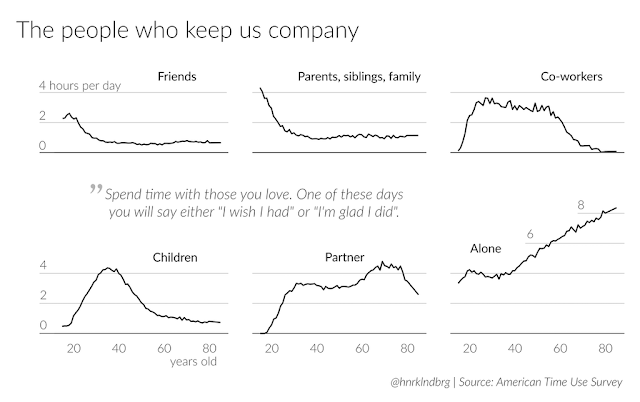 The people who keep us company
Friends
Parents, siblings, family
Co-workers
4 hours per day
2
0
” Spend time with those you love. One of these days
you will say either "I wish I had" or "I'm glad I did".
8
6
Children
Partner
Alone
4
2
0
20 40 60 80
20 40 60 80
20 40 60 80
years old
@hnrklndbrg | Source: American Time Use Survey